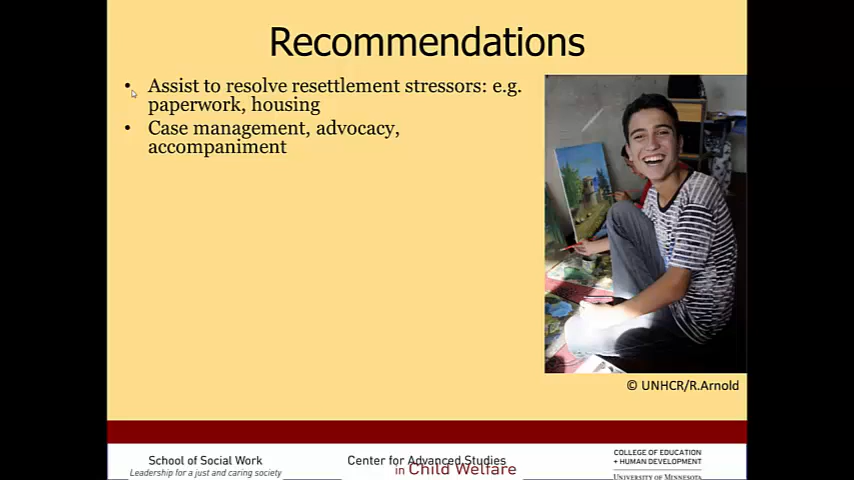 Recommendations
• Assist to resolve resettlement stressors: e.g.
paperwork, housing
• Case management, advocacy,
accompaniment
© UNHCR/R.Arnold
School of Social Work
Leadership for a just and caring society
Center for Advanced Studies
in Child Welfare
COLLEGE OF EDUCATION
+ HUMAN DEVELOPMENT
UNIVERSITY OF MINNESOTA